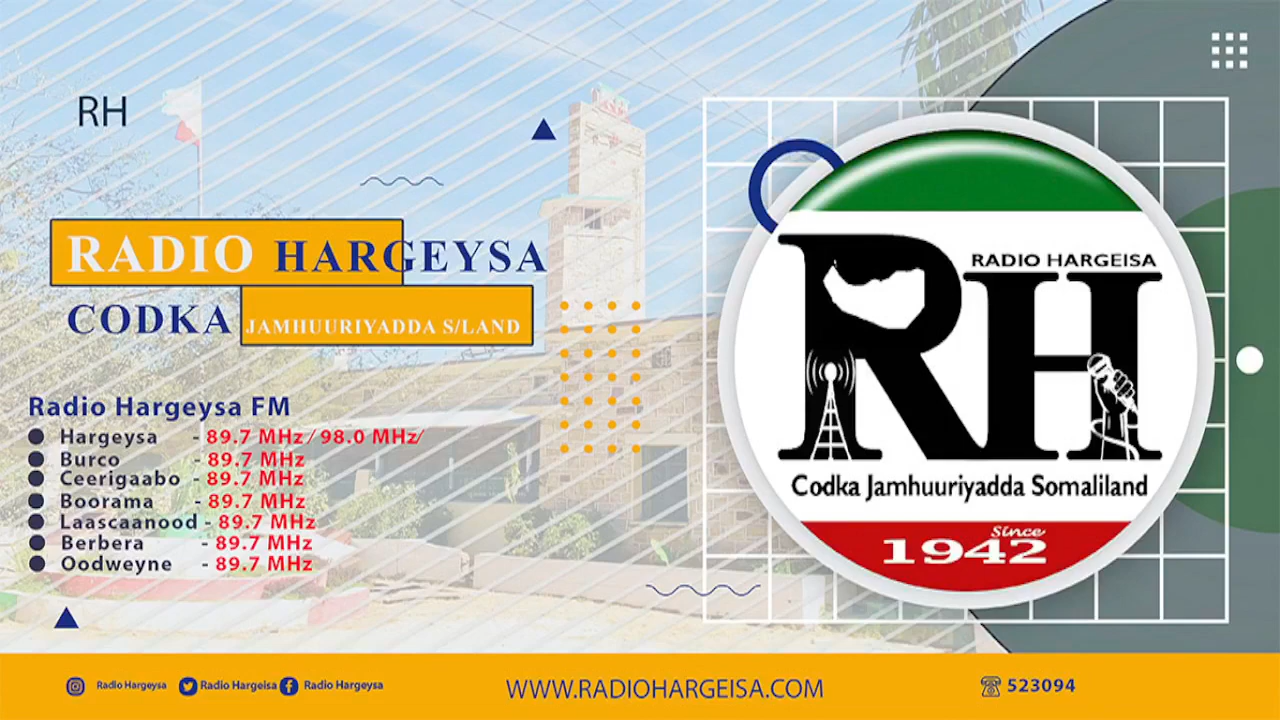 RH
RADIO HARGEYSA
CODKA JAMHUURIYADDA S/LAND
Radio Hargeysa FM
Hargeysa - 89.7 MHz/98.0 MHz/
Burco - 89.7 MHz
Ceerigaabo - 89.7 MHz
Boorama - 89.7 MHz
Laascaanood - 89.7 MHz
Berbera - 89.7 MHz
Oodweyne - 89.7 MHz
RADIO HARGEISA
RH
Codka Jamhuuriyadda Somaliland
Since
1942
Radio Hargeysa Radio Hargeisa Radio Hargeysa
WWW.RADIOHARGEISA.COM
523094